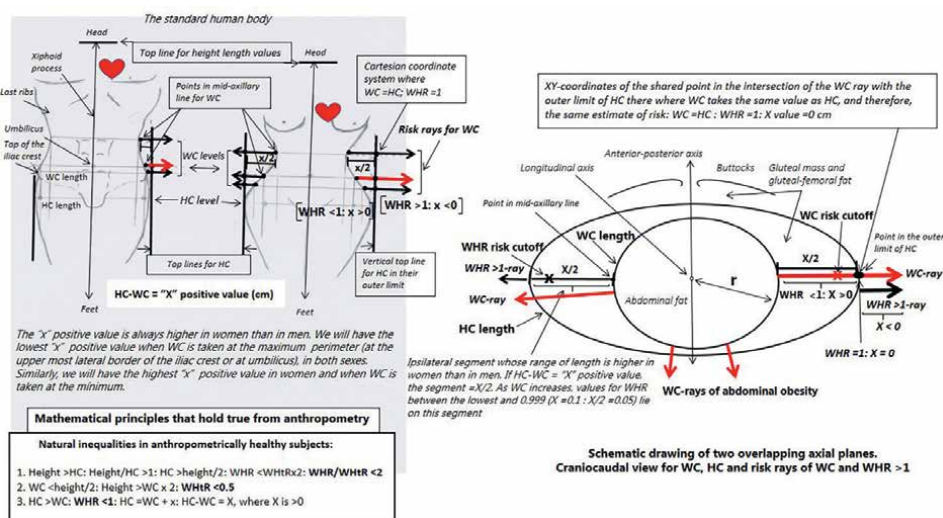 The standard human body
Head
Top line for height length values
Head
Xiphoid
process
Cartesian coordinate
system where
WC =HC; WHR =1
Points in mid-axillary
line for WC
Last ribs
Risk rays for WC
Umbilicus
Top of the
iliac crest
WC levels
X/2
x/2
WC length
HC length
HC level
[WHR <1: x >0]
[WHR >1: x <0]
Top lines for HC
Vertical top line
for HC in their
outer limit
HC-WC = "X" positive value (cm)
Feet
Feet
The "x" positive value is always higher in women than in men. We will have the
lowest "x" positive value when WC is taken at the maximum perimeter (at the
upper most lateral border of the iliac crest or at umbilicus), in both sexes.
Similarly, we will have the highest "x" positive value in women and when WC is
taken at the minimum.
Mathematical principles that hold true from anthropometry
Natural inequalities in anthropometrically healthy subjects:
1. Height >HC: Height/HC >1: HC >height/2: WHR <WHtRx2: WHR/WHtR <2
2. WC <height/2: Height >WC x 2: WHtR <0.5
3. HC >WC: WHR <1: HC =WC + x: HC-WC = X, where X is >0
XY-coordinates of the shared point in the intersection of the WC ray with the
outer limit of HC there where WC takes the same value as HC, and therefore,
the same estimate of risk: WC =HC : WHR =1: X value =0 cm
Anterior-posterior axis
Longitudinal axis
Buttocks
Gluteal mass and
gluteal-femoral fat
Point in mid-axillary
line
WC risk cutoff
WC length
Point in the outer
limit of HC
WHR risk cutoff
X/2
X/2
WHR >1-ray
WC-ray
WC-ray
r
WHR <1: X >0
WHR >1-ray
Abdominal fat
X < 0
HC length
WHR =1: X = 0
Ipsilateral segment whose range of length is higher in
women than in men. If HC-WC = "X" positive value,
the segment =X/2. As WC increases, values for WHR
between the lowest and 0.999 (X =0.1 : X/2 =0.05) lie
on this segment
WC-rays of abdominal obesity
Schematic drawing of two overlapping axial planes.
Craniocaudal view for WC, HC and risk rays of WC and WHR >1